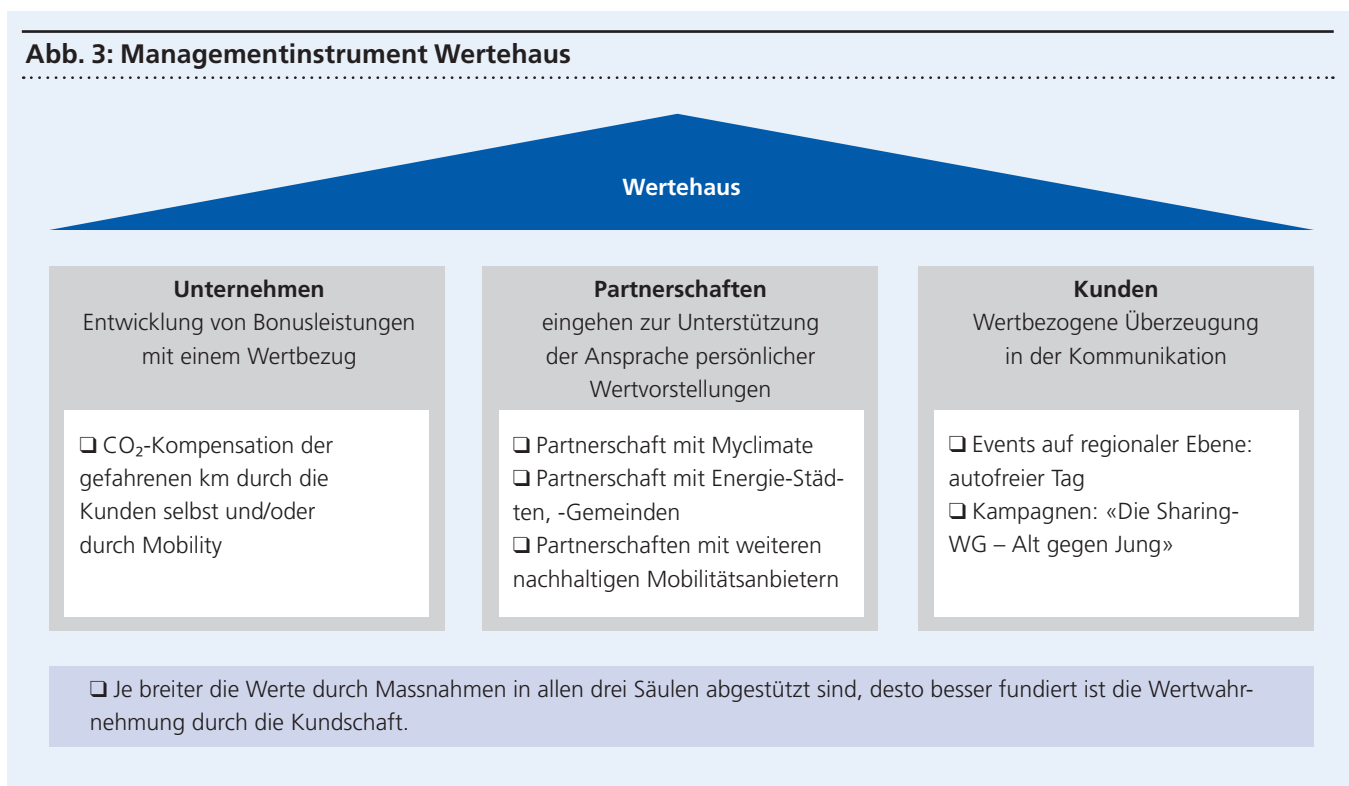 Abb. 3: Managementinstrument Wertehaus
Wertehaus
Unternehmen
Entwicklung von Bonusleistungen
mit einem Wertbezug
❑ CO₂-Kompensation der
gefahrenen km durch die
Kunden selbst und/oder
durch Mobility
Partnerschaften
eingehen zur Unterstützung
der Ansprache persönlicher
Wertvorstellungen
❑ Partnerschaft mit Myclimate
❑ Partnerschaft mit Energie-Städ-
ten, -Gemeinden
❑ Partnerschaften mit weiteren
nachhaltigen Mobilitätsanbietern
Kunden
Wertbezogene Überzeugung
in der Kommunikation
❑ Events auf regionaler Ebene:
autofreier Tag
❑ Kampagnen: «Die Sharing-
WG – Alt gegen Jung»
❑ Je breiter die Werte durch Massnahmen in allen drei Säulen abgestützt sind, desto besser fundiert ist die Wertwahr-
nehmung durch die Kundschaft.